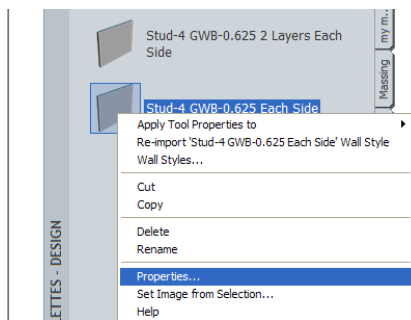 Stud-4 GWB-0.625 2 Layers Each
Side
my m...
Massing
Stud-4 GWB-0.625 Each Side
Apply Tool Properties to
Re-import 'Stud-4 GWB-0.625 Each Side' Wall Style
Wall Styles...
Cut
Copy
Delete
Rename
Properties...
Set Image from Selection...
Help
ETTES - DESIGN